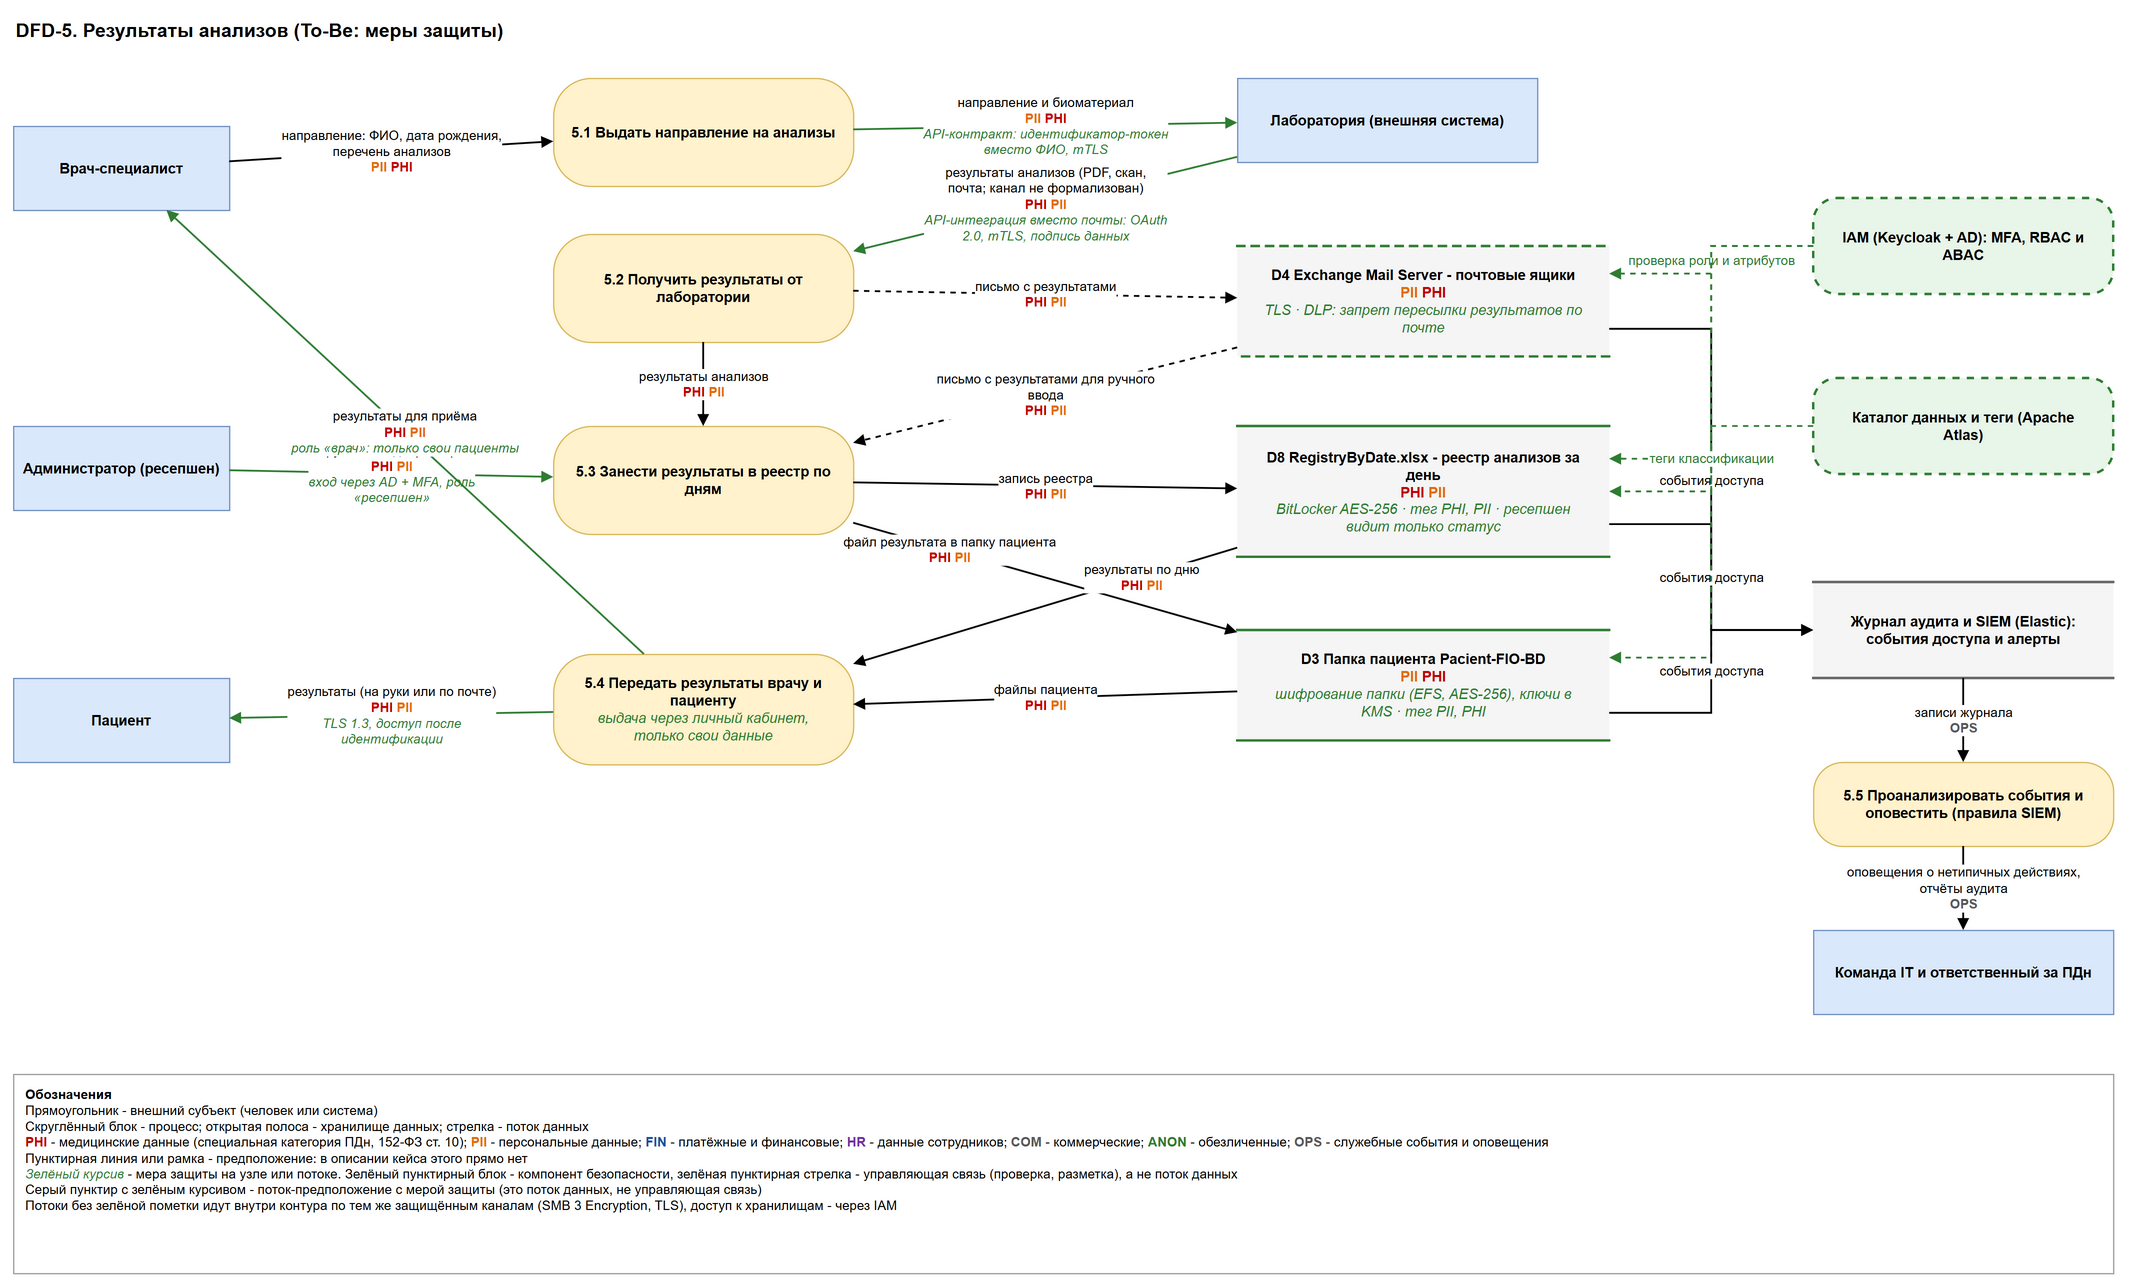 DFD-5. Результаты анализов (To-Be: меры защиты)
Врач-специалист
направление: ФИО, дата рождения,
перечень анализов
PII PHI
5.1 Выдать направление на анализы
направление и биоматериал
PII PHI
API-контракт: идентификатор-токен
вместо ФИО, mTLS
Лаборатория (внешняя система)
результаты анализов (PDF, скан,
почта; канал не формализован)
PHI PII
API-интеграция вместо почты: OAuth
2.0, mTLS, подпись данных
5.2 Получить результаты от
лаборатории
письмо с результатами
PHI PII
D4 Exchange Mail Server - почтовые ящики
PII PHI
TLS · DLP: запрет пересылки результатов по
почте
проверка роли и атрибутов
IAM (Keycloak + AD): MFA, RBAC и
ABAC
результаты анализов
PHI PII
письмо с результатами для ручного
ввода
PHI PII
Каталог данных и теги (Apache
Atlas)
результаты для приёма
PHI PII
роль «врач»: только свои пациенты
Администратор (ресепшен)
PHI PII
вход через AD + MFA, роль
«ресепшен»
5.3 Занести результаты в реестр по
дням
запись реестра
PHI PII
D8 RegistryByDate.xlsx - реестр анализов за
день
PHI PII
BitLocker AES-256 · тег PHI, PII · ресепшен
видит только статус
теги классификации
события доступа
файл результата в папку пациента
PHI PII
результаты по дню
PHI PII
события доступа
Журнал аудита и SIEM (Elastic):
события доступа и алерты
Пациент
результаты (на руки или по почте)
PHI PII
TLS 1.3, доступ после
идентификации
5.4 Передать результаты врачу и
пациенту
выдача через личный кабинет,
только свои данные
файлы пациента
PHI PII
D3 Папка пациента Pacient-FIO-BD
PII PHI
шифрование папки (EFS, AES-256), ключи в
KMS · тег PII, PHI
события доступа
записи журнала
OPS
5.5 Проанализировать события и
оповестить (правила SIEM)
оповещения о нетипичных действиях,
отчёты аудита
OPS
Команда IT и ответственный за ПДн
Обозначения
Прямоугольник - внешний субъект (человек или система)
Скруглённый блок - процесс; открытая полоса - хранилище данных; стрелка - поток данных
PHI - медицинские данные (специальная категория ПДн, 152-ФЗ ст. 10); PII - персональные данные; FIN - платёжные и финансовые; HR - данные сотрудников; COM - коммерческие; ANON - обезличенные; OPS - служебные события и оповещения
Пунктирная линия или рамка - предположение: в описании кейса этого прямо нет
Зелёный курсив - мера защиты на узле или потоке. Зелёный пунктирный блок - компонент безопасности, зелёная пунктирная стрелка - управляющая связь (проверка, разметка), а не поток данных
Серый пунктир с зелёным курсивом - поток-предположение с мерой защиты (это поток данных, не управляющая связь)
Потоки без зелёной пометки идут внутри контура по тем же защищённым каналам (SMB 3 Encryption, TLS), доступ к хранилищам - через IAM